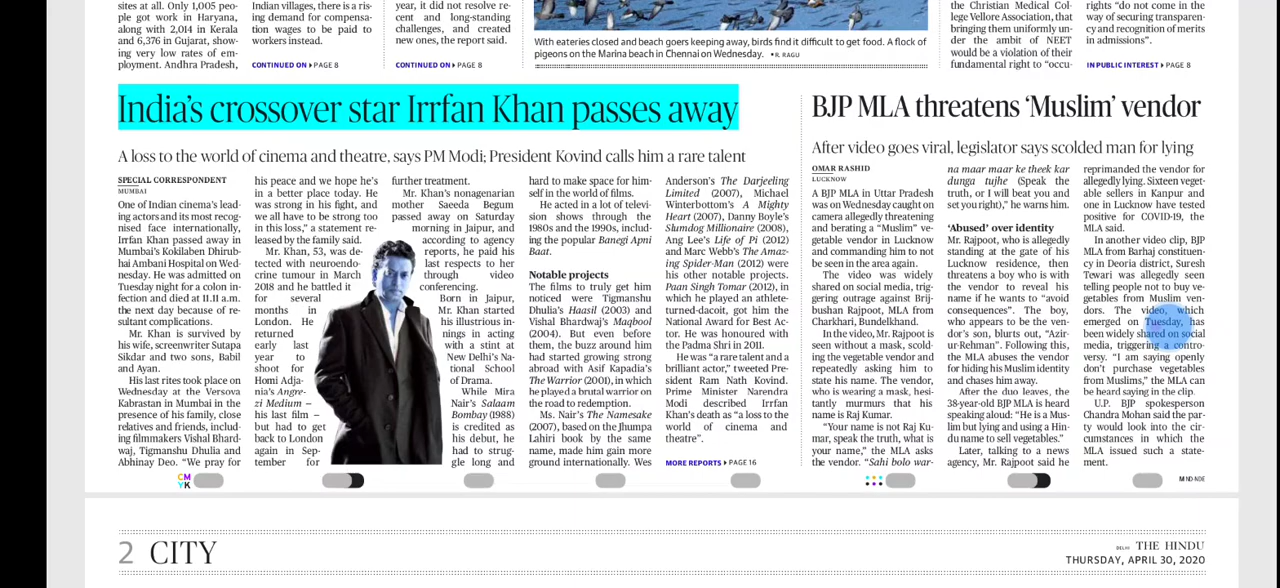 sites at all. Only 1,005 peo-
ple got work in Haryana,
along with 2,014 in Kerala
and 6,376 in Gujarat, show-
ing very low rates of em-
ployment. Andhra Pradesh,
Indian villages, there is a ris-
ing demand for compensa-
tion wages to be paid to
workers instead.
CONTINUED ON ▸ PAGE 8
year, it did not resolve re-
cent and long-standing
challenges, and created
new ones, the report said.
CONTINUED ON ▸ PAGE 8
With eateries closed and beach goers keeping away, birds find it difficult to get food. A flock of
pigeons on the Marina beach in Chennai on Wednesday. • R. RAGU
the Christian Medical Col-
lege Vellore Association, that
bringing them uniformly un-
der the ambit of NEET
would be a violation of their
fundamental right to “occu-
rights “do not come in the
way of securing transparen-
cy and recognition of merits
in admissions”.
IN PUBLIC INTEREST ▸ PAGE 8
India’s crossover star Irrfan Khan passes away
A loss to the world of cinema and theatre, says PM Modi; President Kovind calls him a rare talent
SPECIAL CORRESPONDENT
MUMBAI
One of Indian cinema’s lead-
ing actors and its most recog-
nised face internationally,
Irrfan Khan passed away in
Mumbai’s Kokilaben Dhirub-
hai Ambani Hospital on Wed-
nesday. He was admitted on
Tuesday night for a colon in-
fection and died at 11.11 a.m.
the next day because of re-
sultant complications.
Mr. Khan is survived by
his wife, screenwriter Sutapa
Sikdar and two sons, Babil
and Ayan.
His last rites took place on
Wednesday at the Versova
Kabrastan in Mumbai in the
presence of his family, close
relatives and friends, includ-
ing filmmakers Vishal Bhard-
waj, Tigmanshu Dhulia and
Abhinay Deo. “We pray for
his peace and we hope he’s
in a better place today. He
was strong in his fight, and
we all have to be strong too
in this loss,” a statement re-
leased by the family said.
Mr. Khan, 53, was de-
tected with neuroendo-
crine tumour in March
2018 and he battled it
for several
months in
London. He
returned
early last
year to
shoot for
Homi Adja-
nia’s Angre-
zi Medium –
his last film –
but had to get
back to London
again in Sep-
tember for
further treatment.
Mr. Khan’s nonagenarian
mother Saeeda Begum
passed away on Saturday
morning in Jaipur, and
according to agency
reports, he paid his
last respects to her
through video
conferencing.
Born in Jaipur,
Mr. Khan started
his illustrious in-
nings in acting
with a stint at
New Delhi’s Na-
tional School
of Drama.
While Mira
Nair’s Salaam
Bombay (1988)
is credited as
his debut, he
had to strug-
gle long and
hard to make space for him-
self in the world of films.
He acted in a lot of televi-
sion shows through the
1980s and the 1990s, includ-
ing the popular Banegi Apni
Baat.
Notable projects
The films to truly get him
noticed were Tigmanshu
Dhulia’s Haasil (2003) and
Vishal Bhardwaj’s Maqbool
(2004). But even before
them, the buzz around him
had started growing strong
abroad with Asif Kapadia’s
The Warrior (2001), in which
he played a brutal warrior on
the road to redemption.
Ms. Nair’s The Namesake
(2007), based on the Jhumpa
Lahiri book by the same
name, made him gain more
ground internationally. Wes
Anderson’s The Darjeeling
Limited (2007), Michael
Winterbottom’s A Mighty
Heart (2007), Danny Boyle’s
Slumdog Millionaire (2008),
Ang Lee’s Life of Pi (2012)
and Marc Webb’s The Amaz-
ing Spider-Man (2012) were
his other notable projects.
Paan Singh Tomar (2012), in
which he played an athlete-
turned-dacoit, got him the
National Award for Best Ac-
tor. He was honoured with
the Padma Shri in 2011.
He was “a rare talent and a
brilliant actor,” tweeted Pre-
sident Ram Nath Kovind.
Prime Minister Narendra
Modi described Irrfan
Khan’s death as “a loss to the
world of cinema and
theatre”.
MORE REPORTS ▸ PAGE 16
BJP MLA threatens ‘Muslim’ vendor
After video goes viral, legislator says scolded man for lying
OMAR RASHID
LUCKNOW
A BJP MLA in Uttar Pradesh
was on Wednesday caught on
camera allegedly threatening
and berating a “Muslim” ve-
getable vendor in Lucknow
and commanding him to not
be seen in the area again.
The video was widely
shared on social media, trig-
gering outrage against Brij-
bushan Rajpoot, MLA from
Charkhari, Bundelkhand.
In the video, Mr. Rajpoot is
seen without a mask, scold-
ing the vegetable vendor and
repeatedly asking him to
state his name. The vendor,
who is wearing a mask, hesi-
tantly murmurs that his
name is Raj Kumar.
“Your name is not Raj Ku-
mar, speak the truth, what is
your name,” the MLA asks
the vendor. “Sahi bolo war-
na maar maar ke theek kar
dunga tujhe (Speak the
truth, or I will beat you and
set you right),” he warns him.
‘Abused’ over identity
Mr. Rajpoot, who is allegedly
standing at the gate of his
Lucknow residence, then
threatens a boy who is with
the vendor to reveal his
name if he wants to “avoid
consequences”. The boy,
who appears to be the ven-
dor’s son, blurts out, “Aziz-
ur-Rehman”. Following this,
the MLA abuses the vendor
for hiding his Muslim identity
and chases him away.
After the duo leaves, the
38-year-old BJP MLA is heard
speaking aloud: “He is a Mus-
lim but lying and using a Hin-
du name to sell vegetables.”
Later, talking to a news
agency, Mr. Rajpoot said he
reprimanded the vendor for
allegedly lying. Sixteen veget-
able sellers in Kanpur and
one in Lucknow have tested
positive for COVID-19, the
MLA said.
In another video clip, BJP
MLA from Barhaj constituen-
cy in Deoria district, Suresh
Tewari was allegedly seen
telling people not to buy ve-
getables from Muslim ven-
dors. The video, which
emerged on Tuesday, has
been widely shared on social
media, triggering a contro-
versy. “I am saying openly
don’t purchase vegetables
from Muslims,” the MLA can
be heard saying in the clip.
U.P. BJP spokesperson
Chandra Mohan said the par-
ty would look into the cir-
cumstances in which the
MLA issued such a state-
ment.
CM
YK
M ND-NDE
2 CITY
DELHI THE HINDU
THURSDAY, APRIL 30, 2020